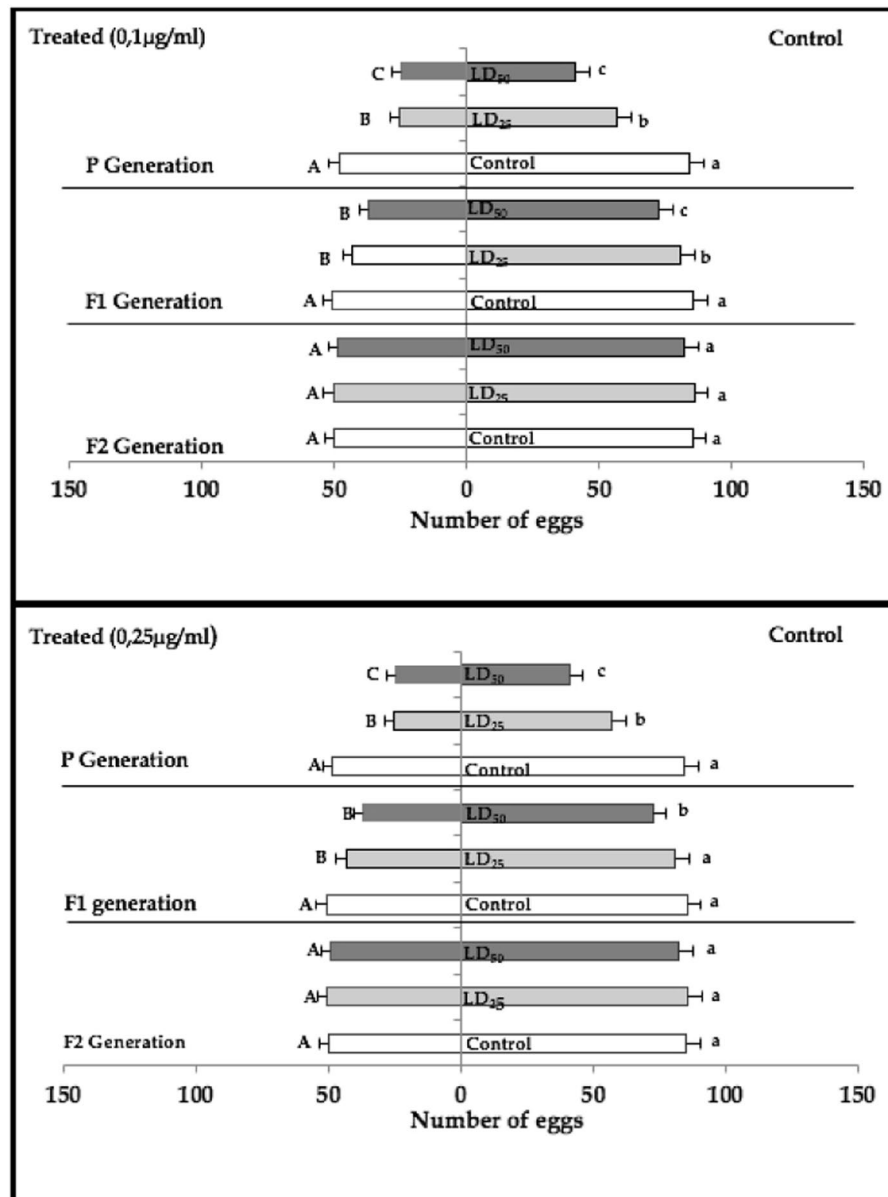 Treated (0,1µg/ml) Control
C LD₅₀ c
B LD₂₅ b
P Generation A Control a
B LD₅₀ c
B LD₂₅ b
F1 Generation A Control a
A LD₅₀ a
A LD₂₅ a
F2 Generation A Control a
150 100 50 0 50 100 150
Number of eggs
Treated (0,25µg/ml) Control
C LD₅₀ c
B LD₂₅ b
P Generation A Control a
B LD₅₀ b
B LD₂₅ a
F1 generation A Control a
A LD₅₀ a
A LD₂₅ a
F2 Generation A Control a
150 100 50 0 50 100 150
Number of eggs